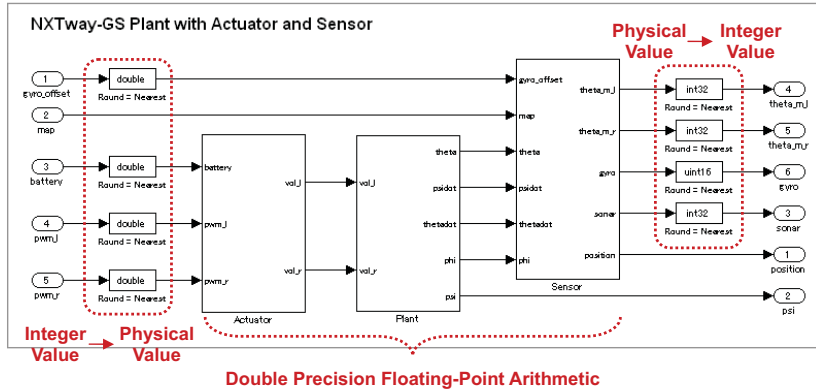 NXTway-GS Plant with Actuator and Sensor
Physical Value
Integer Value
1
gyro_offset
double
Round = Nearest
gyro_offset
theta_m_l
int32
Round = Nearest
4
theta_m_l
2
map
map
theta_m_r
int32
Round = Nearest
5
theta_m_r
3
battery
double
Round = Nearest
battery
val_l
val_l
theta
theta
gyro
uint16
Round = Nearest
6
gyro
psidot
psidot
4
pwm_l
double
Round = Nearest
pwm_l
thetadot
thetadot
sonar
int32
Round = Nearest
3
sonar
5
pwm_r
double
Round = Nearest
pwm_r
val_r
val_r
phi
phi
position
1
position
psi
2
psi
Actuator
Plant
Sensor
Integer Value
Physical Value
Double Precision Floating-Point Arithmetic